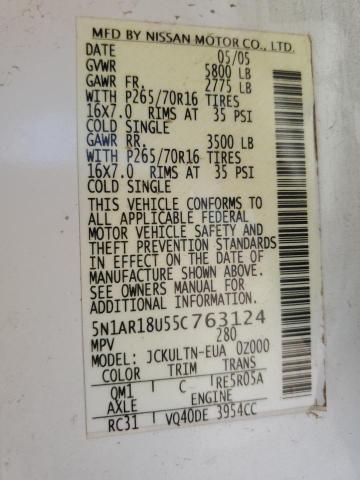 MFD BY NISSAN MOTOR CO., LTD.
DATE 05/05
GVWR 5800 LB
GAWR FR. 2775 LB
WITH P265/70R16 TIRES
16X7.0 RIMS AT 35 PSI
COLD SINGLE
GAWR RR. 3500 LB
WITH P265/70R16 TIRES
16X7.0 RIMS AT 35 PSI
COLD SINGLE
THIS VEHICLE CONFORMS TO
ALL APPLICABLE FEDERAL
MOTOR VEHICLE SAFETY AND
THEFT PREVENTION STANDARDS
IN EFFECT ON THE DATE OF
MANUFACTURE SHOWN ABOVE.
SEE OWNERS MANUAL FOR
ADDITIONAL INFORMATION.
5N1AR18U55C763124
MPV 280
MODEL: JCKULTN-EUA 0Z000
COLOR TRIM TRANS
QM1 C RE5R05A
AXLE ENGINE
RC31 VQ40DE 3954CC